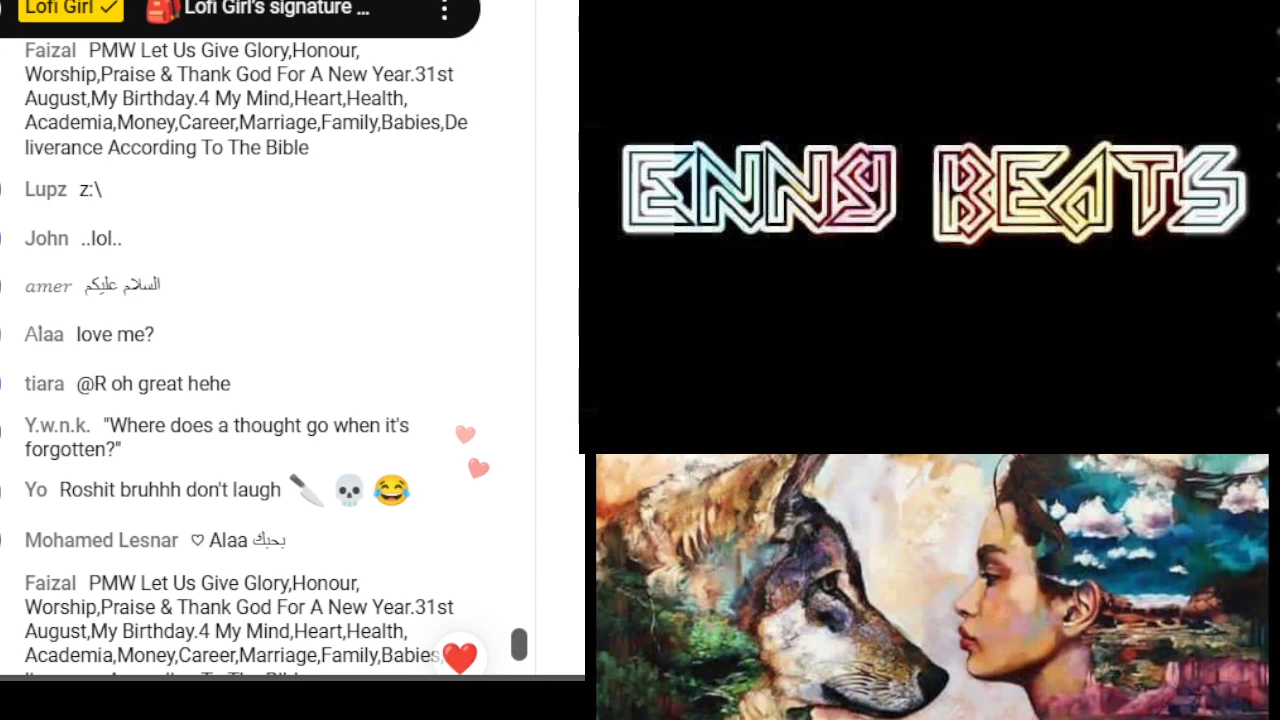 Lofi Girl ✓ 🎒 Lofi Girl's signature ...
Faizal PMW Let Us Give Glory,Honour,
Worship,Praise & Thank God For A New Year.31st
August,My Birthday.4 My Mind,Heart,Health,
Academia,Money,Career,Marriage,Family,Babies,De
liverance According To The Bible
Lupz z:\
John ..lol..
amer السلام عليكم
Alaa love me?
tiara @R oh great hehe
Y.w.n.k. "Where does a thought go when it's
forgotten?"
Yo Roshit bruhhh don't laugh 🔪 💀 😂
Mohamed Lesnar ♡ Alaa بحبك
Faizal PMW Let Us Give Glory,Honour,
Worship,Praise & Thank God For A New Year.31st
August,My Birthday.4 My Mind,Heart,Health,
Academia,Money,Career,Marriage,Family,Babies,
ENNY BEATS